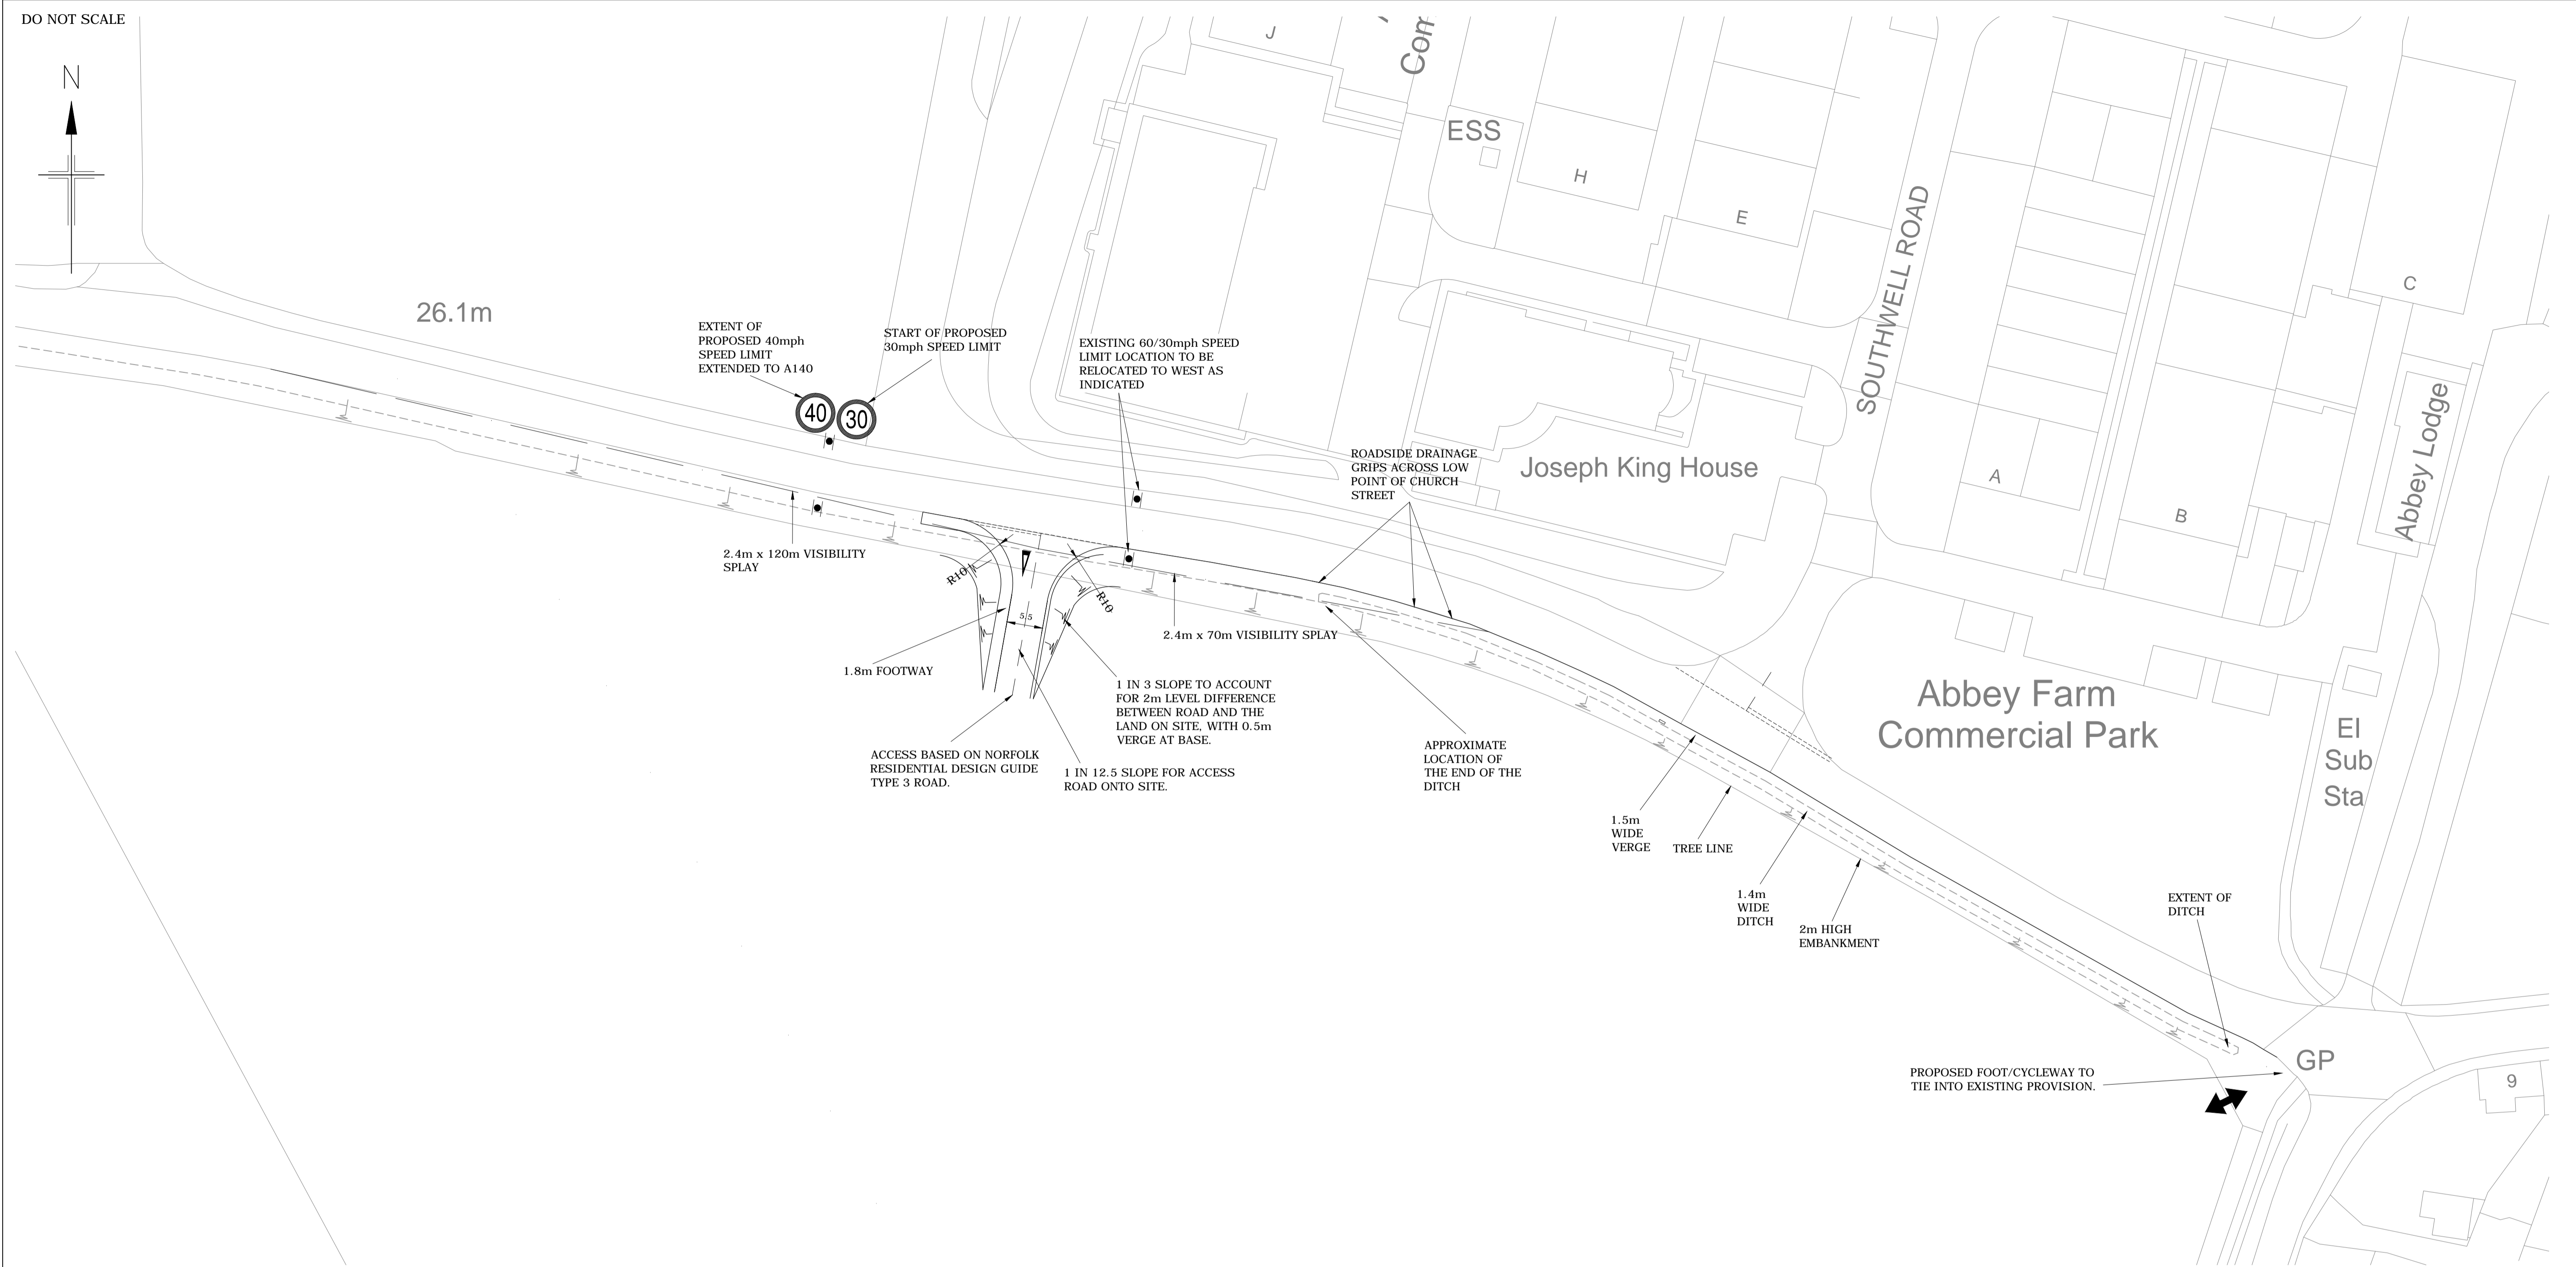 DO NOT SCALE
N
J
Com
ESS
H
E
SOUTHWELL ROAD
C
26.1m
EXTENT OF
PROPOSED 40mph
SPEED LIMIT
EXTENDED TO A140
START OF PROPOSED
30mph SPEED LIMIT
EXISTING 60/30mph SPEED
LIMIT LOCATION TO BE
RELOCATED TO WEST AS
INDICATED
40
30
ROADSIDE DRAINAGE
GRIPS ACROSS LOW
POINT OF CHURCH
STREET
Joseph King House
A
B
Abbey Lodge
2.4m x 120m VISIBILITY
SPLAY
R10
R10
5.5
2.4m x 70m VISIBILITY SPLAY
1.8m FOOTWAY
1 IN 3 SLOPE TO ACCOUNT
FOR 2m LEVEL DIFFERENCE
BETWEEN ROAD AND THE
LAND ON SITE, WITH 0.5m
VERGE AT BASE.
ACCESS BASED ON NORFOLK
RESIDENTIAL DESIGN GUIDE
TYPE 3 ROAD.
1 IN 12.5 SLOPE FOR ACCESS
ROAD ONTO SITE.
APPROXIMATE
LOCATION OF
THE END OF THE
DITCH
Abbey Farm
Commercial Park
El
Sub
Sta
1.5m
WIDE
VERGE
TREE LINE
1.4m
WIDE
DITCH
2m HIGH
EMBANKMENT
EXTENT OF
DITCH
GP
PROPOSED FOOT/CYCLEWAY TO
TIE INTO EXISTING PROVISION.
9